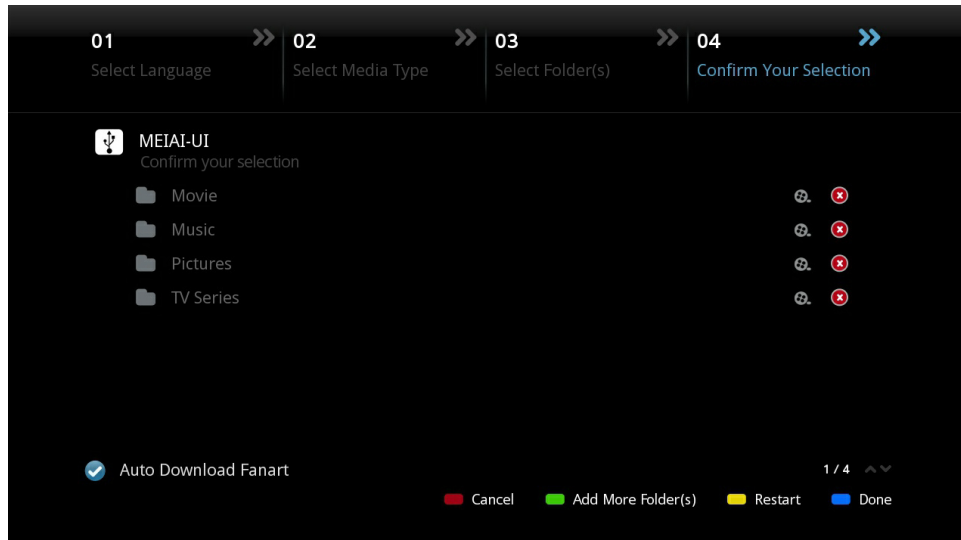 01
Select Language
02
Select Media Type
03
Select Folder(s)
04
Confirm Your Selection
MEIAI-UI
Confirm your selection
Movie
Music
Pictures
TV Series
Auto Download Fanart
1 / 4
Cancel
Add More Folder(s)
Restart
Done